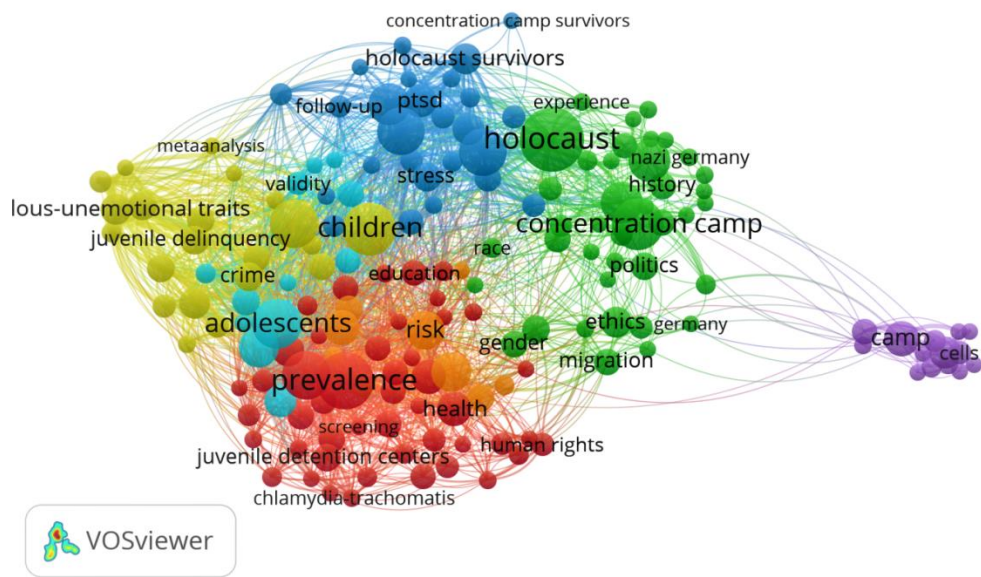 concentration camp survivors
holocaust survivors
follow-up
ptsd
experience
holocaust
metaanalysis
nazi germany
validity
stress
history
lous-unemotional traits
children
concentration camp
juvenile delinquency
race
crime
education
politics
adolescents
risk
ethics
germany
gender
camp
cells
migration
prevalence
health
screening
human rights
juvenile detention centers
chlamydia-trachomatis
VOSviewer